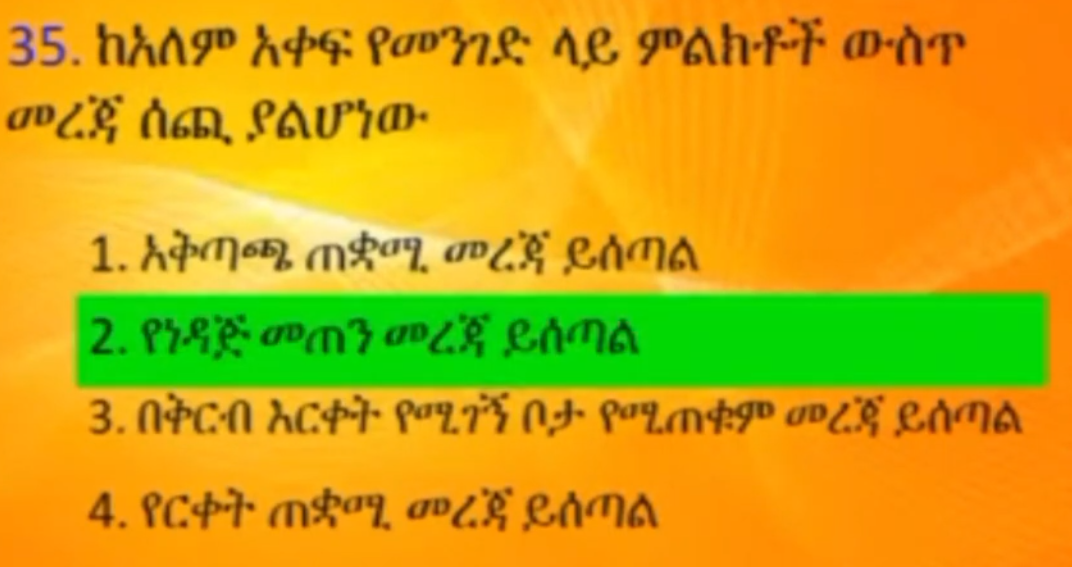 35. ከአለም አቀፍ የመንገድ ላይ ምልክቶች ውስጥ
መረጃ ሰጪ ያልሆነው
1. አቅጣጫ ጠቋሚ መረጃ ይሰጣል
2. የነዳጅ መጠን መረጃ ይሰጣል
3. በቅርብ እርቀት የሚገኝ ቦታ የሚጠቁም መረጃ ይሰጣል
4. የርቀት ጠቋሚ መረጃ ይሰጣል